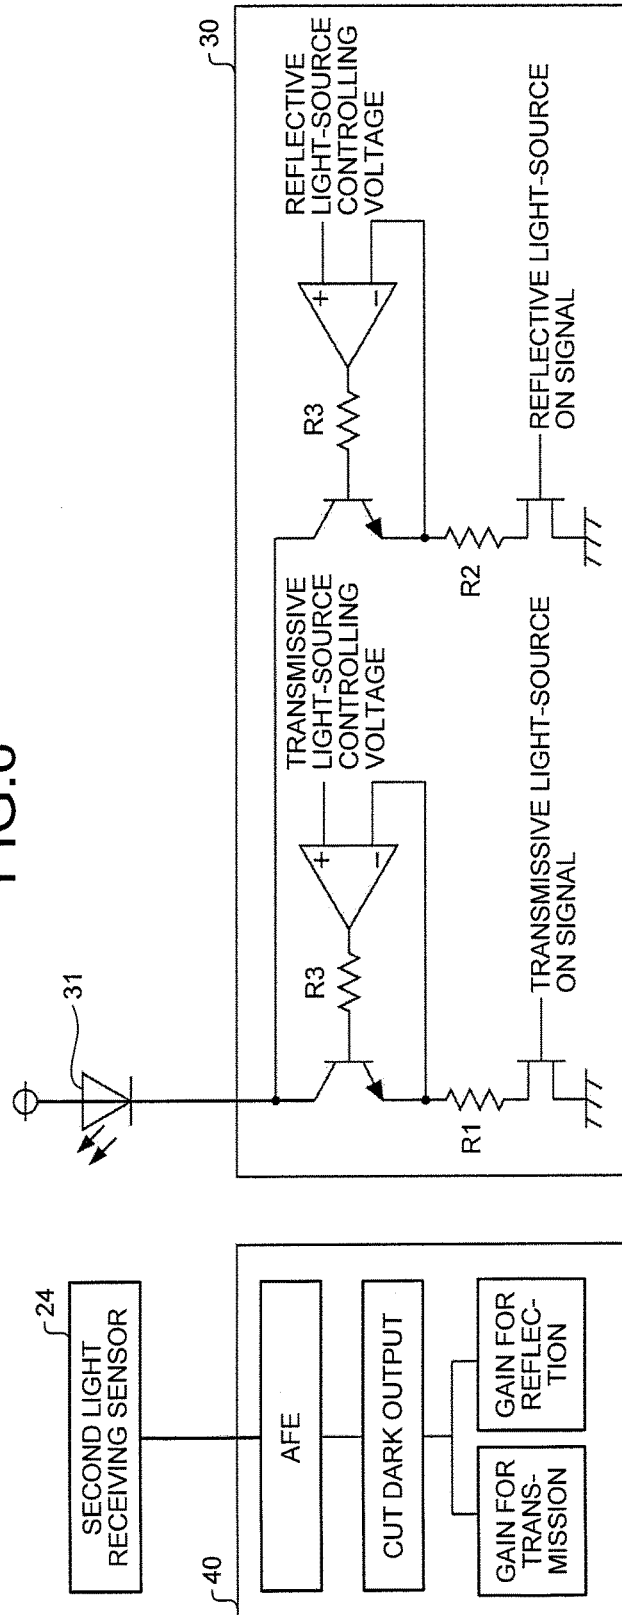 FIG.6
24
SECOND LIGHT
RECEIVING SENSOR
40
AFE
CUT DARK OUTPUT
GAIN FOR
TRANS-
MISSION
GAIN FOR
REFLEC-
TION
31
30
TRANSMISSIVE
LIGHT-SOURCE
CONTROLLING
VOLTAGE
+
−
R3
R1
TRANSMISSIVE LIGHT-SOURCE
ON SIGNAL
REFLECTIVE
LIGHT-SOURCE
CONTROLLING
VOLTAGE
+
−
R3
R2
REFLECTIVE LIGHT-SOURCE
ON SIGNAL